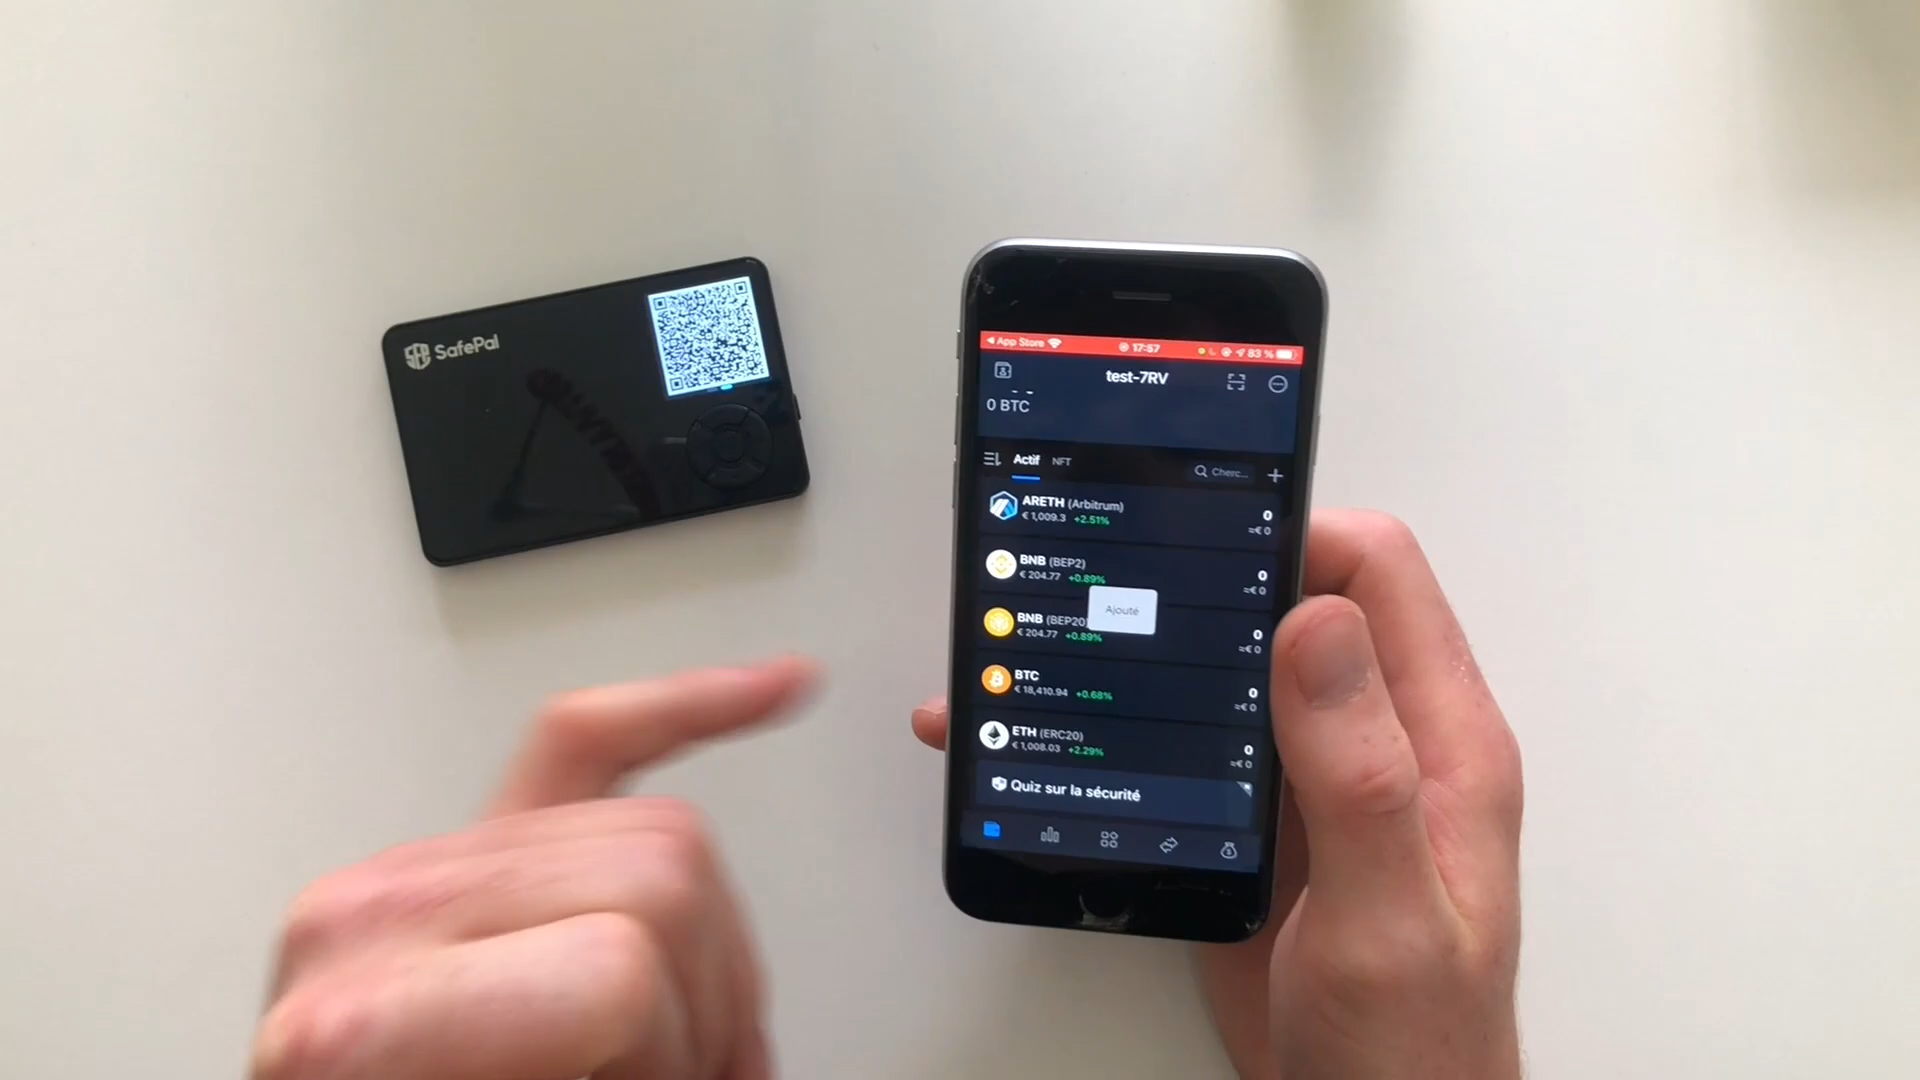 SafePal
App Store
17:57
83 %
test-7RV
0 BTC
Actif NFT
Cherc...
ARETH (Arbitrum)
€ 1,009.3 +2.51%
0
≈€ 0
BNB (BEP2)
€ 204.77 +0.89%
0
≈€ 0
Ajouté
BNB (BEP20)
€ 204.77 +0.89%
0
≈€ 0
BTC
€ 18,410.94 +0.68%
0
≈€ 0
ETH (ERC20)
€ 1,008.03 +2.29%
0
≈€ 0
Quiz sur la sécurité